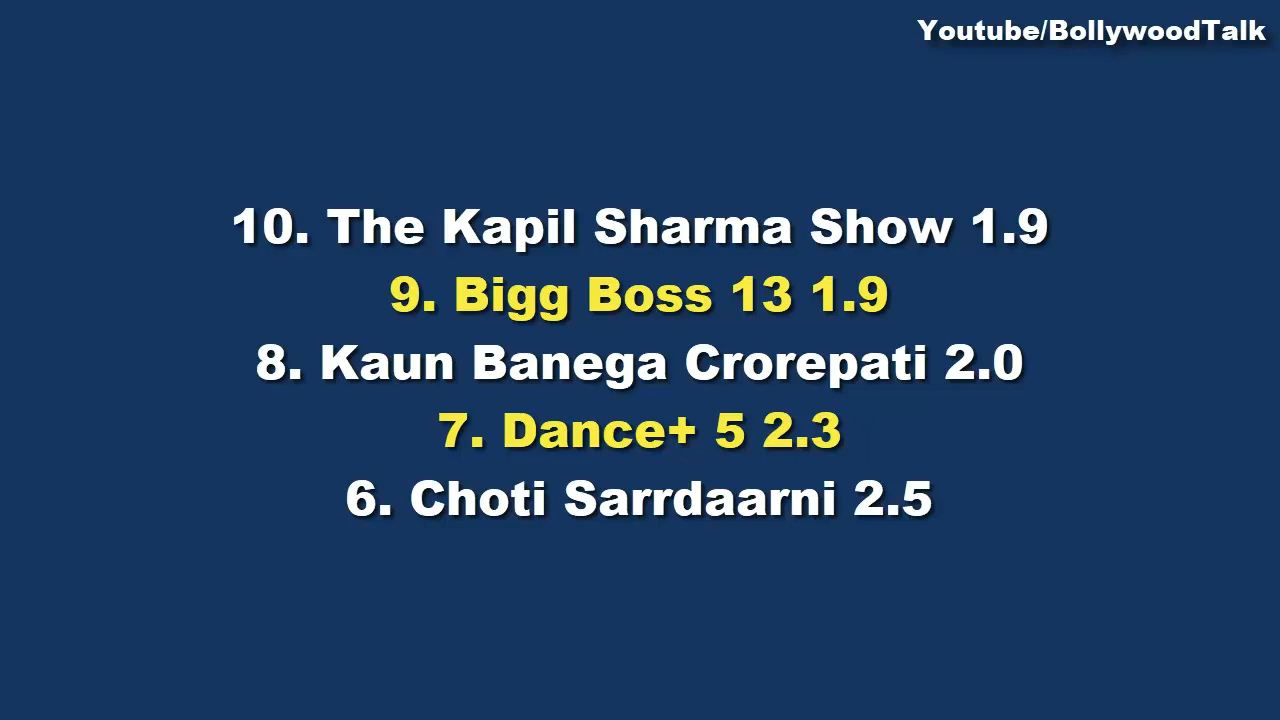 Youtube/BollywoodTalk
10. The Kapil Sharma Show 1.9
9. Bigg Boss 13 1.9
8. Kaun Banega Crorepati 2.0
7. Dance+ 5 2.3
6. Choti Sarrdaarni 2.5